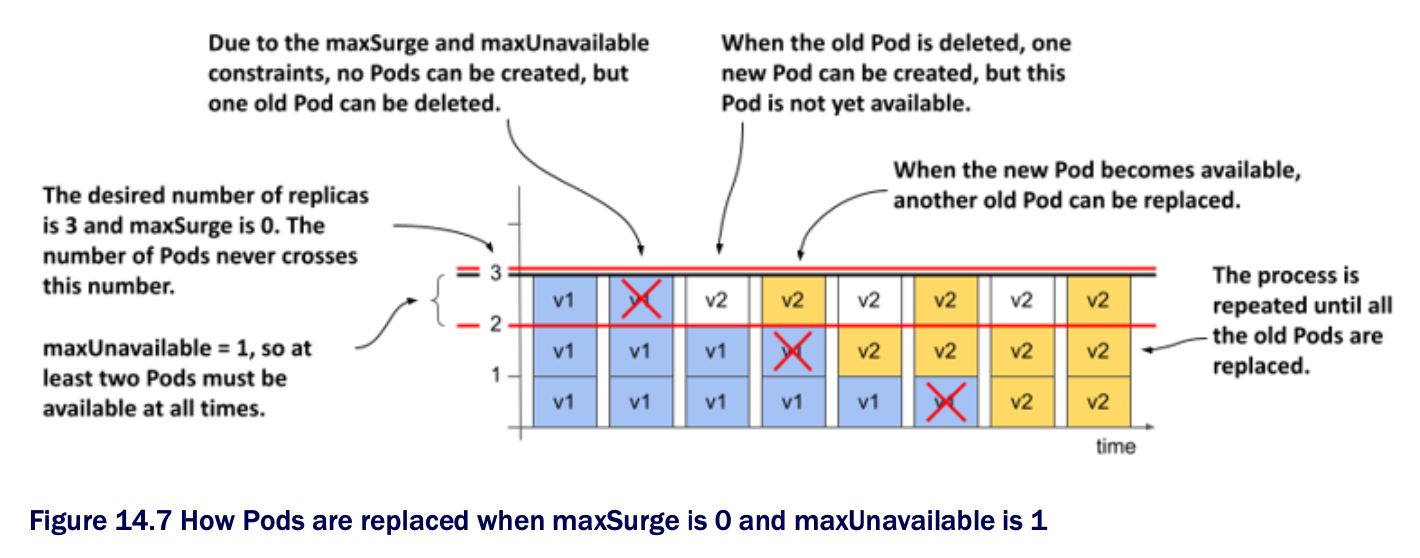 Due to the maxSurge and maxUnavailable
constraints, no Pods can be created, but
one old Pod can be deleted.
When the old Pod is deleted, one
new Pod can be created, but this
Pod is not yet available.
When the new Pod becomes available,
another old Pod can be replaced.
The desired number of replicas
is 3 and maxSurge is 0. The
number of Pods never crosses
this number.
maxUnavailable = 1, so at
least two Pods must be
available at all times.
The process is
repeated until all
the old Pods are
replaced.
3
v1 v1 v2 v2 v2 v2 v2 v2
2
v1 v1 v1 v1 v2 v2 v2 v2
1
v1 v1 v1 v1 v1 v1 v2 v2
time
Figure 14.7 How Pods are replaced when maxSurge is 0 and maxUnavailable is 1